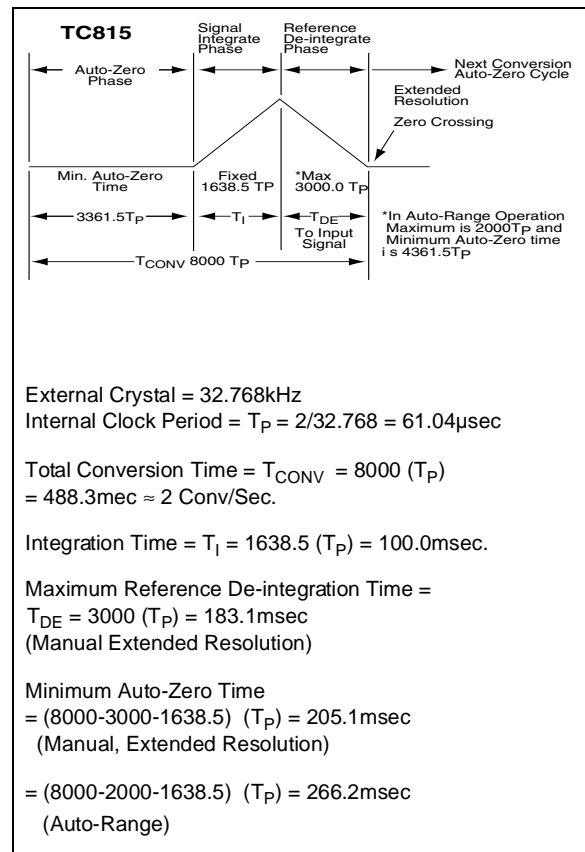 TC815
Signal
Integrate
Phase
Reference
De-integrate
Phase
Auto-Zero
Phase
Next Conversion
Auto-Zero Cycle
Extended
Resolution
Zero Crossing
Min. Auto-Zero
Time
Fixed
1638.5 TP
*Max
3000.0 TP
3361.5TP
TI
TDE
To Input
Signal
*In Auto-Range Operation
Maximum is 2000TP and
Minimum Auto-Zero time
i s 4361.5TP
TCONV 8000 TP
External Crystal = 32.768kHz
Internal Clock Period = TP = 2/32.768 = 61.04µsec
Total Conversion Time = TCONV = 8000 (TP)
= 488.3mec ≈ 2 Conv/Sec.
Integration Time = TI = 1638.5 (TP) = 100.0msec.
Maximum Reference De-integration Time =
TDE = 3000 (TP) = 183.1msec
(Manual Extended Resolution)
Minimum Auto-Zero Time
= (8000-3000-1638.5) (TP) = 205.1msec
(Manual, Extended Resolution)
= (8000-2000-1638.5) (TP) = 266.2msec
(Auto-Range)